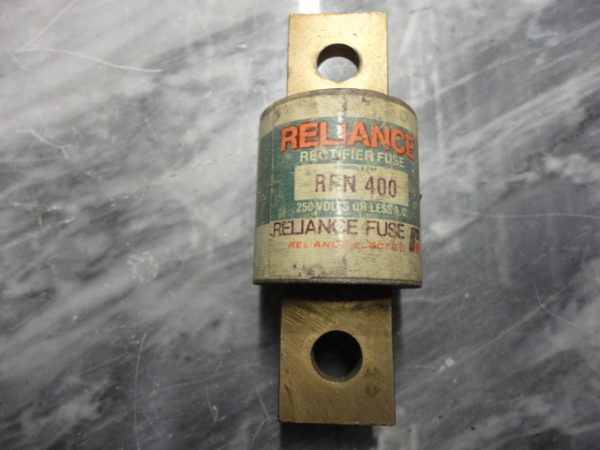 RELIANCE
RECTIFIER FUSE
RFN 400
250 VOLTS OR LESS A.C.
RELIANCE FUSE
RELIANCE ELECTRIC